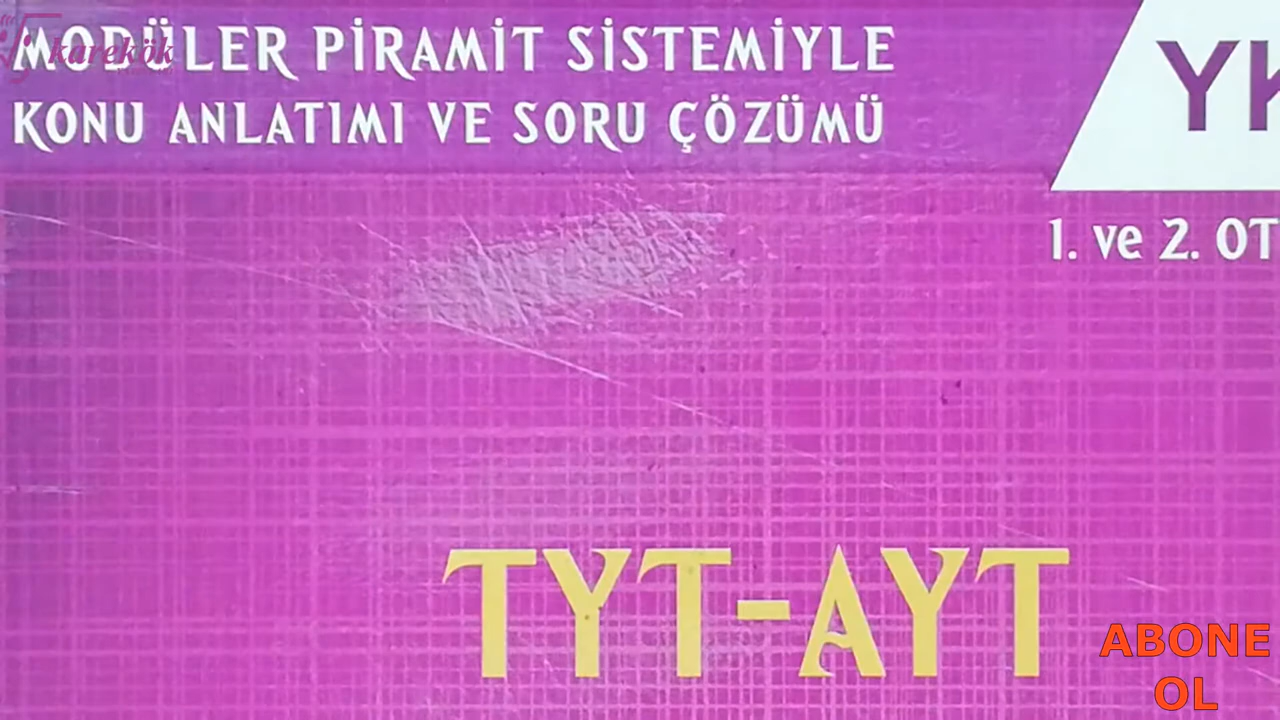 MODÜLER PİRAMİT SİSTEMİYLE
karekök
KONU ANLATIMI VE SORU ÇÖZÜMÜ
1. ve 2. OT
TYT-AYT
ABONE
OL